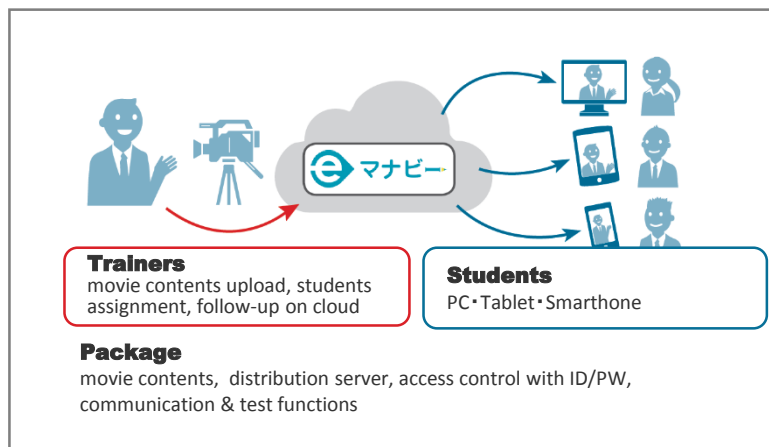 e マナビー
Trainers
movie contents upload, students
assignment, follow-up on cloud
Students
PC・Tablet・Smarthone
Package
movie contents, distribution server, access control with ID/PW,
communication & test functions